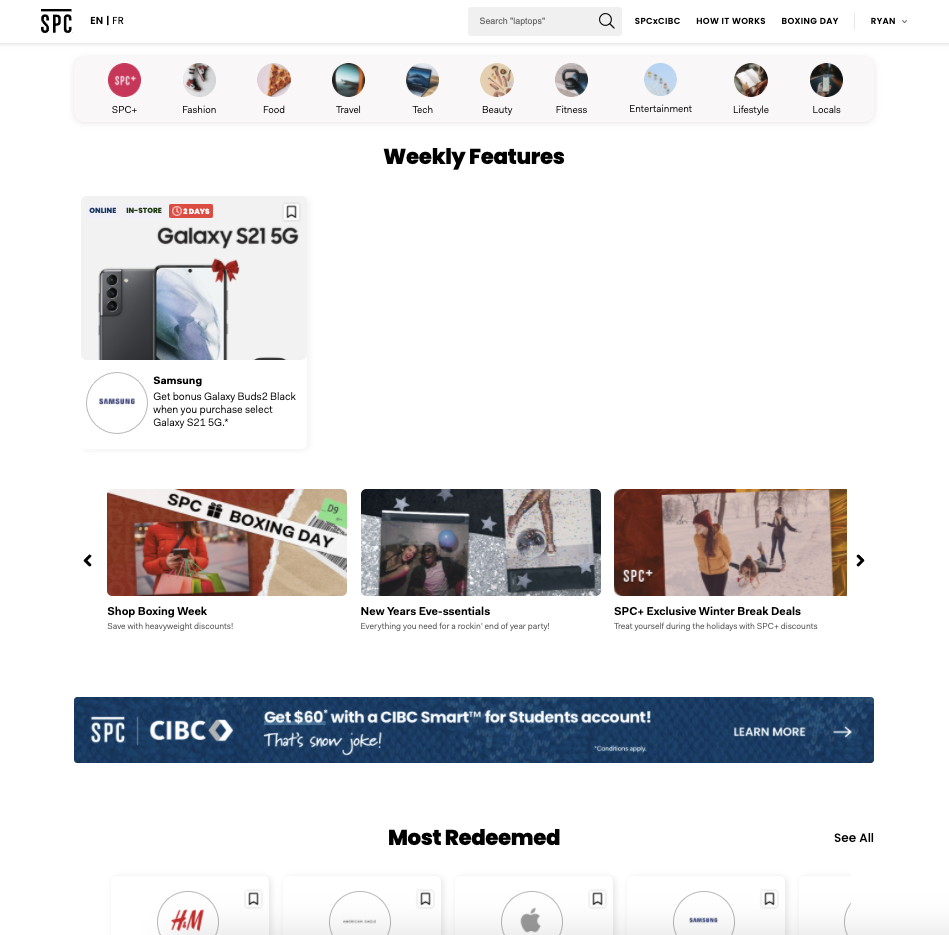 SPC
EN | FR
Search "laptops"
SPCxCIBC
HOW IT WORKS
BOXING DAY
RYAN
SPC+
SPC+
Fashion
Food
Travel
Tech
Beauty
Fitness
Entertainment
Lifestyle
Locals
Weekly Features
ONLINE
IN-STORE
2 DAYS
Galaxy S21 5G
SAMSUNG
Samsung
Get bonus Galaxy Buds2 Black
when you purchase select
Galaxy S21 5G.*
SPC BOXING DAY
D9
SPC+
Shop Boxing Week
Save with heavyweight discounts!
New Years Eve-ssentials
Everything you need for a rockin' end of year party!
SPC+ Exclusive Winter Break Deals
Treat yourself during the holidays with SPC+ discounts
SPC
CIBC
Get $60* with a CIBC Smart™ for Students account!
That's snow joke!
*Conditions apply.
LEARN MORE
Most Redeemed
See All
H&M
AMERICAN EAGLE
SAMSUNG